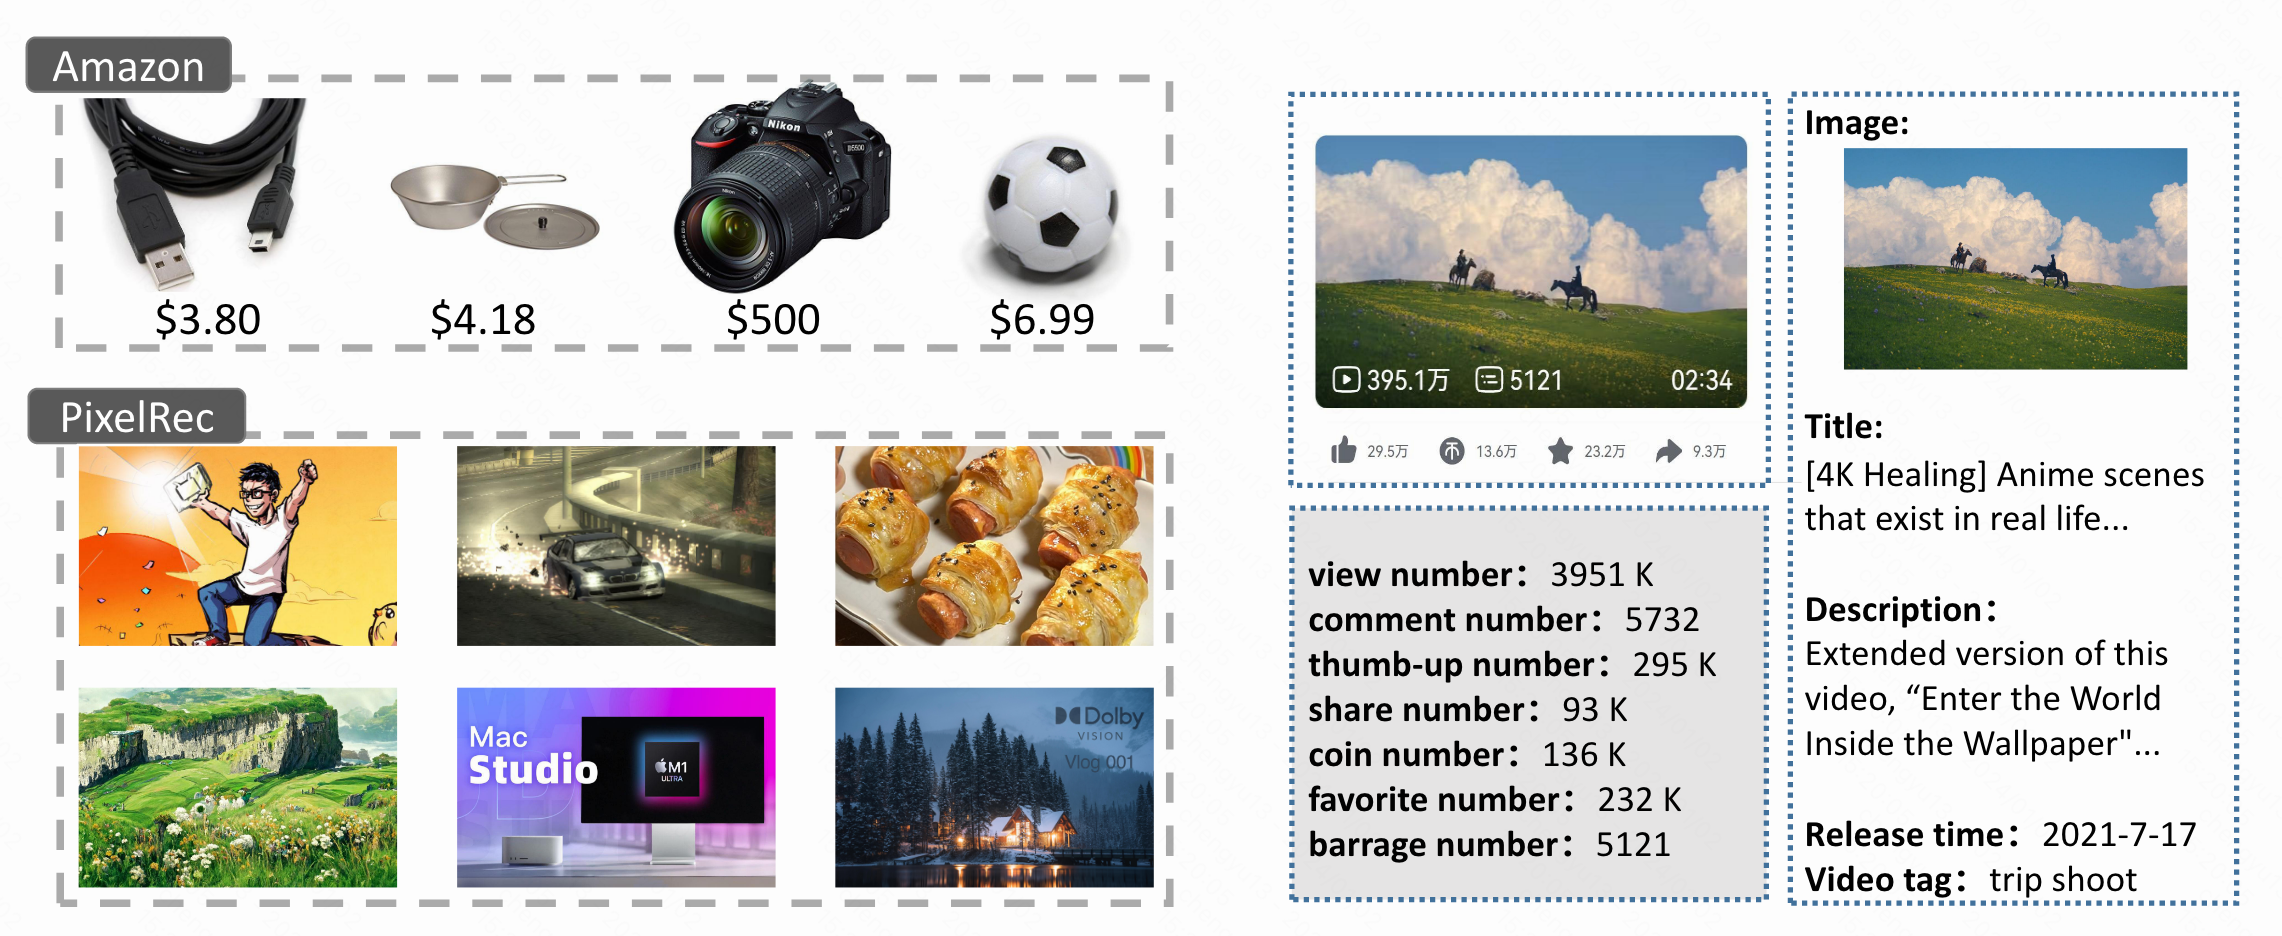 Amazon
Nikon
D5500
$3.80
$4.18
$500
$6.99
PixelRec
Mac
Studio
M1
ULTRA
Dolby
VISION
Vlog 001
395.1万 5121 02:34
29.5万 13.6万 23.2万 9.3万
view number: 3951 K
comment number: 5732
thumb-up number: 295 K
share number: 93 K
coin number: 136 K
favorite number: 232 K
barrage number: 5121
Image:
Title:
[4K Healing] Anime scenes
that exist in real life...
Description:
Extended version of this
video, “Enter the World
Inside the Wallpaper"...
Release time: 2021-7-17
Video tag: trip shoot